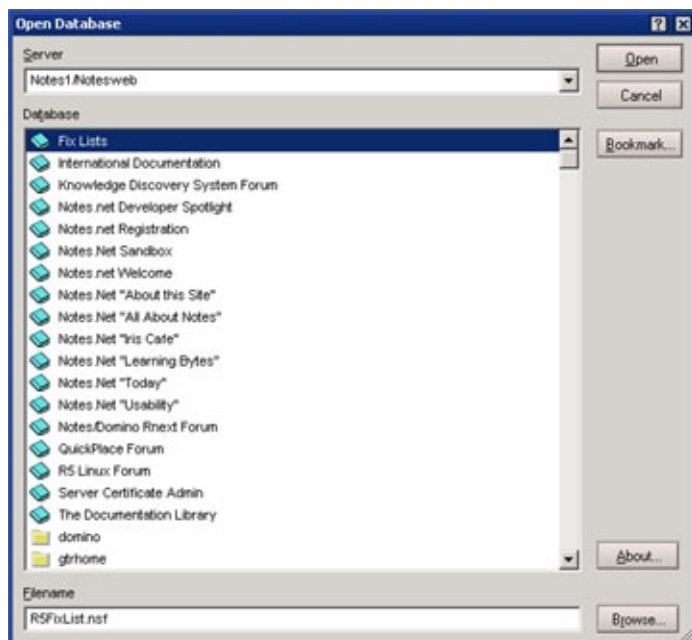 Open Database
Server
Open
Notes1/Notesweb
Cancel
Database
Fix Lists
Bookmark...
International Documentation
Knowledge Discovery System Forum
Notes.net Developer Spotlight
Notes.net Registration
Notes.Net Sandbox
Notes.net Welcome
Notes.Net "About this Site"
Notes.Net "All About Notes"
Notes.Net "Iris Cafe"
Notes.Net "Learning Bytes"
Notes.Net "Today"
Notes.Net "Usability"
Notes/Domino Rnext Forum
QuickPlace Forum
R5 Linux Forum
Server Certificate Admin
The Documentation Library
domino
gtrhome
About...
Filename
R5FixList.nsf
Browse...